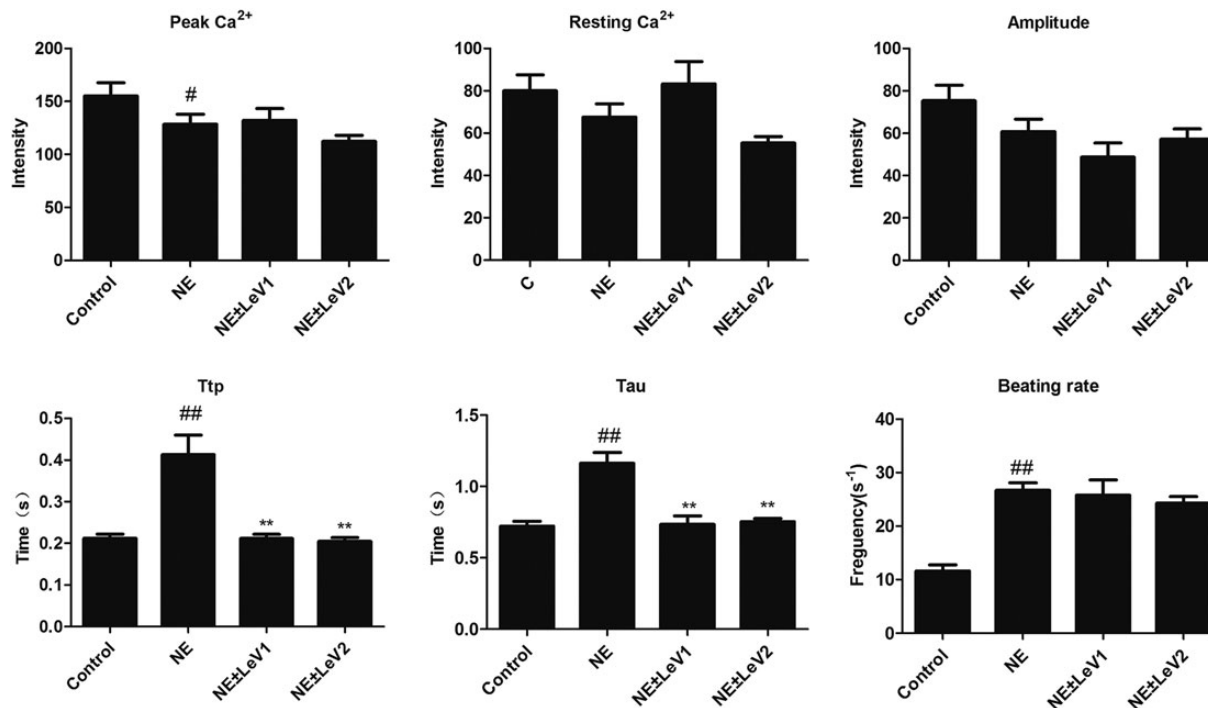 Peak Ca2+
Intensity
200
150
100
50
0
#
Control
NE
NE±LeV1
NE±LeV2
Resting Ca2+
Intensity
100
80
60
40
20
0
C
NE
NE±LeV1
NE±LeV2
Amplitude
Intensity
100
80
60
40
20
0
Control
NE
NE±LeV1
NE±LeV2
Ttp
Time（s）
0.5
0.4
0.3
0.2
0.1
0.0
##
**
**
Control
NE
NE±LeV1
NE±LeV2
Tau
Time（s）
1.5
1.0
0.5
0.0
##
**
**
Control
NE
NE±LeV1
NE±LeV2
Beating rate
Freguency(s-1)
40
30
20
10
0
##
Control
NE
NE±LeV1
NE±LeV2